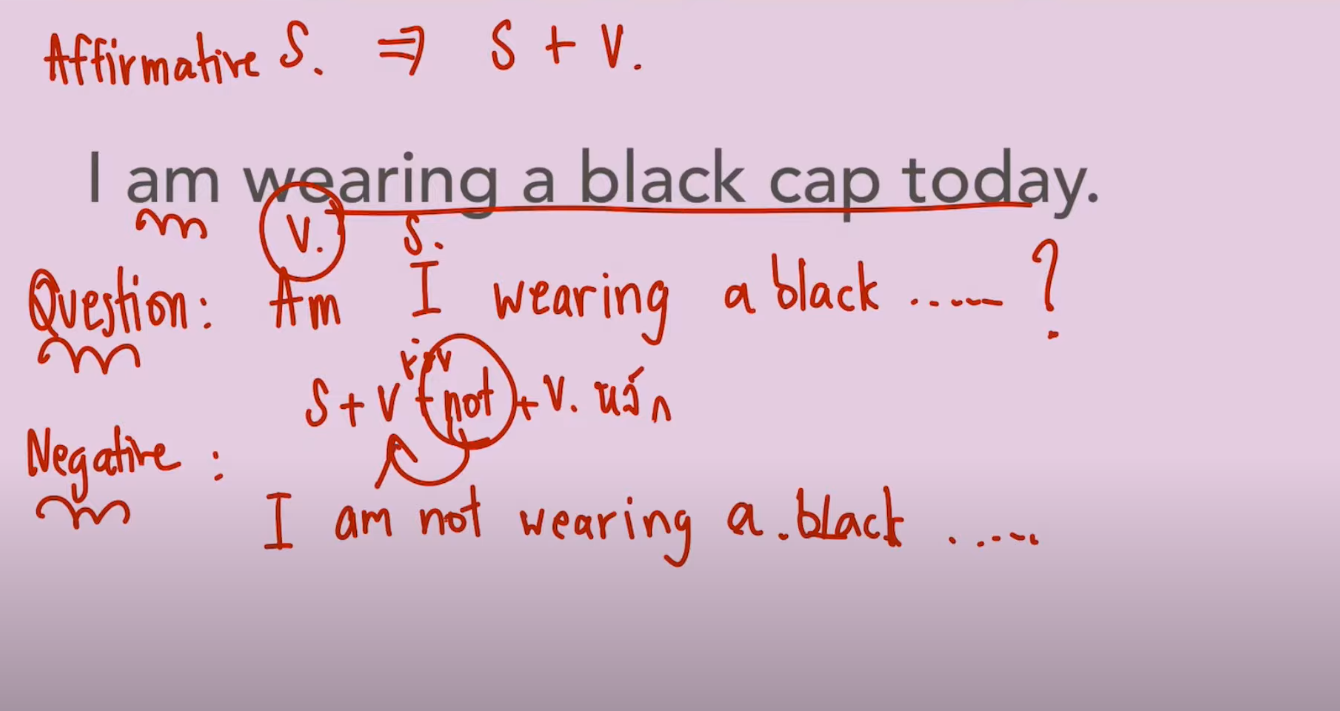 Affirmative S. ⇒ S + V.
I am wearing a black cap today.
V. S.
Question: Am I wearing a black ...... ?
S + V ช่วย + not + V. หลัก
Negative :
I am not wearing a black ......